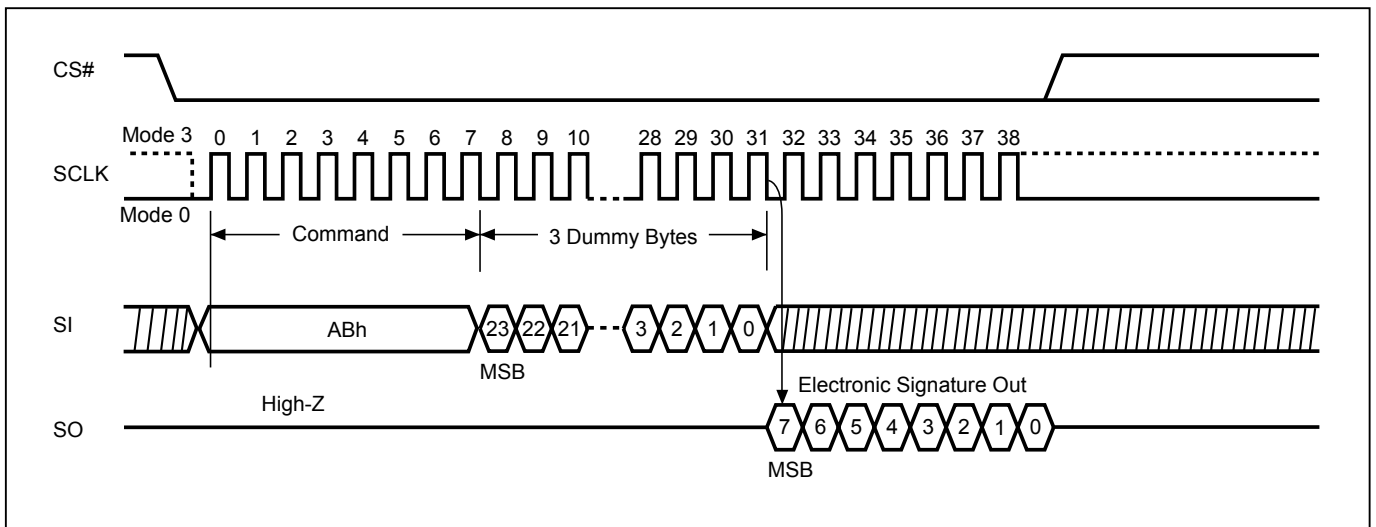 CS#
Mode 3
0 1 2 3 4 5 6 7 8 9 10 28 29 30 31 32 33 34 35 36 37 38
SCLK
Mode 0
Command
3 Dummy Bytes
SI
ABh
23 22 21 3 2 1 0
MSB
Electronic Signature Out
High-Z
SO
7 6 5 4 3 2 1 0
MSB